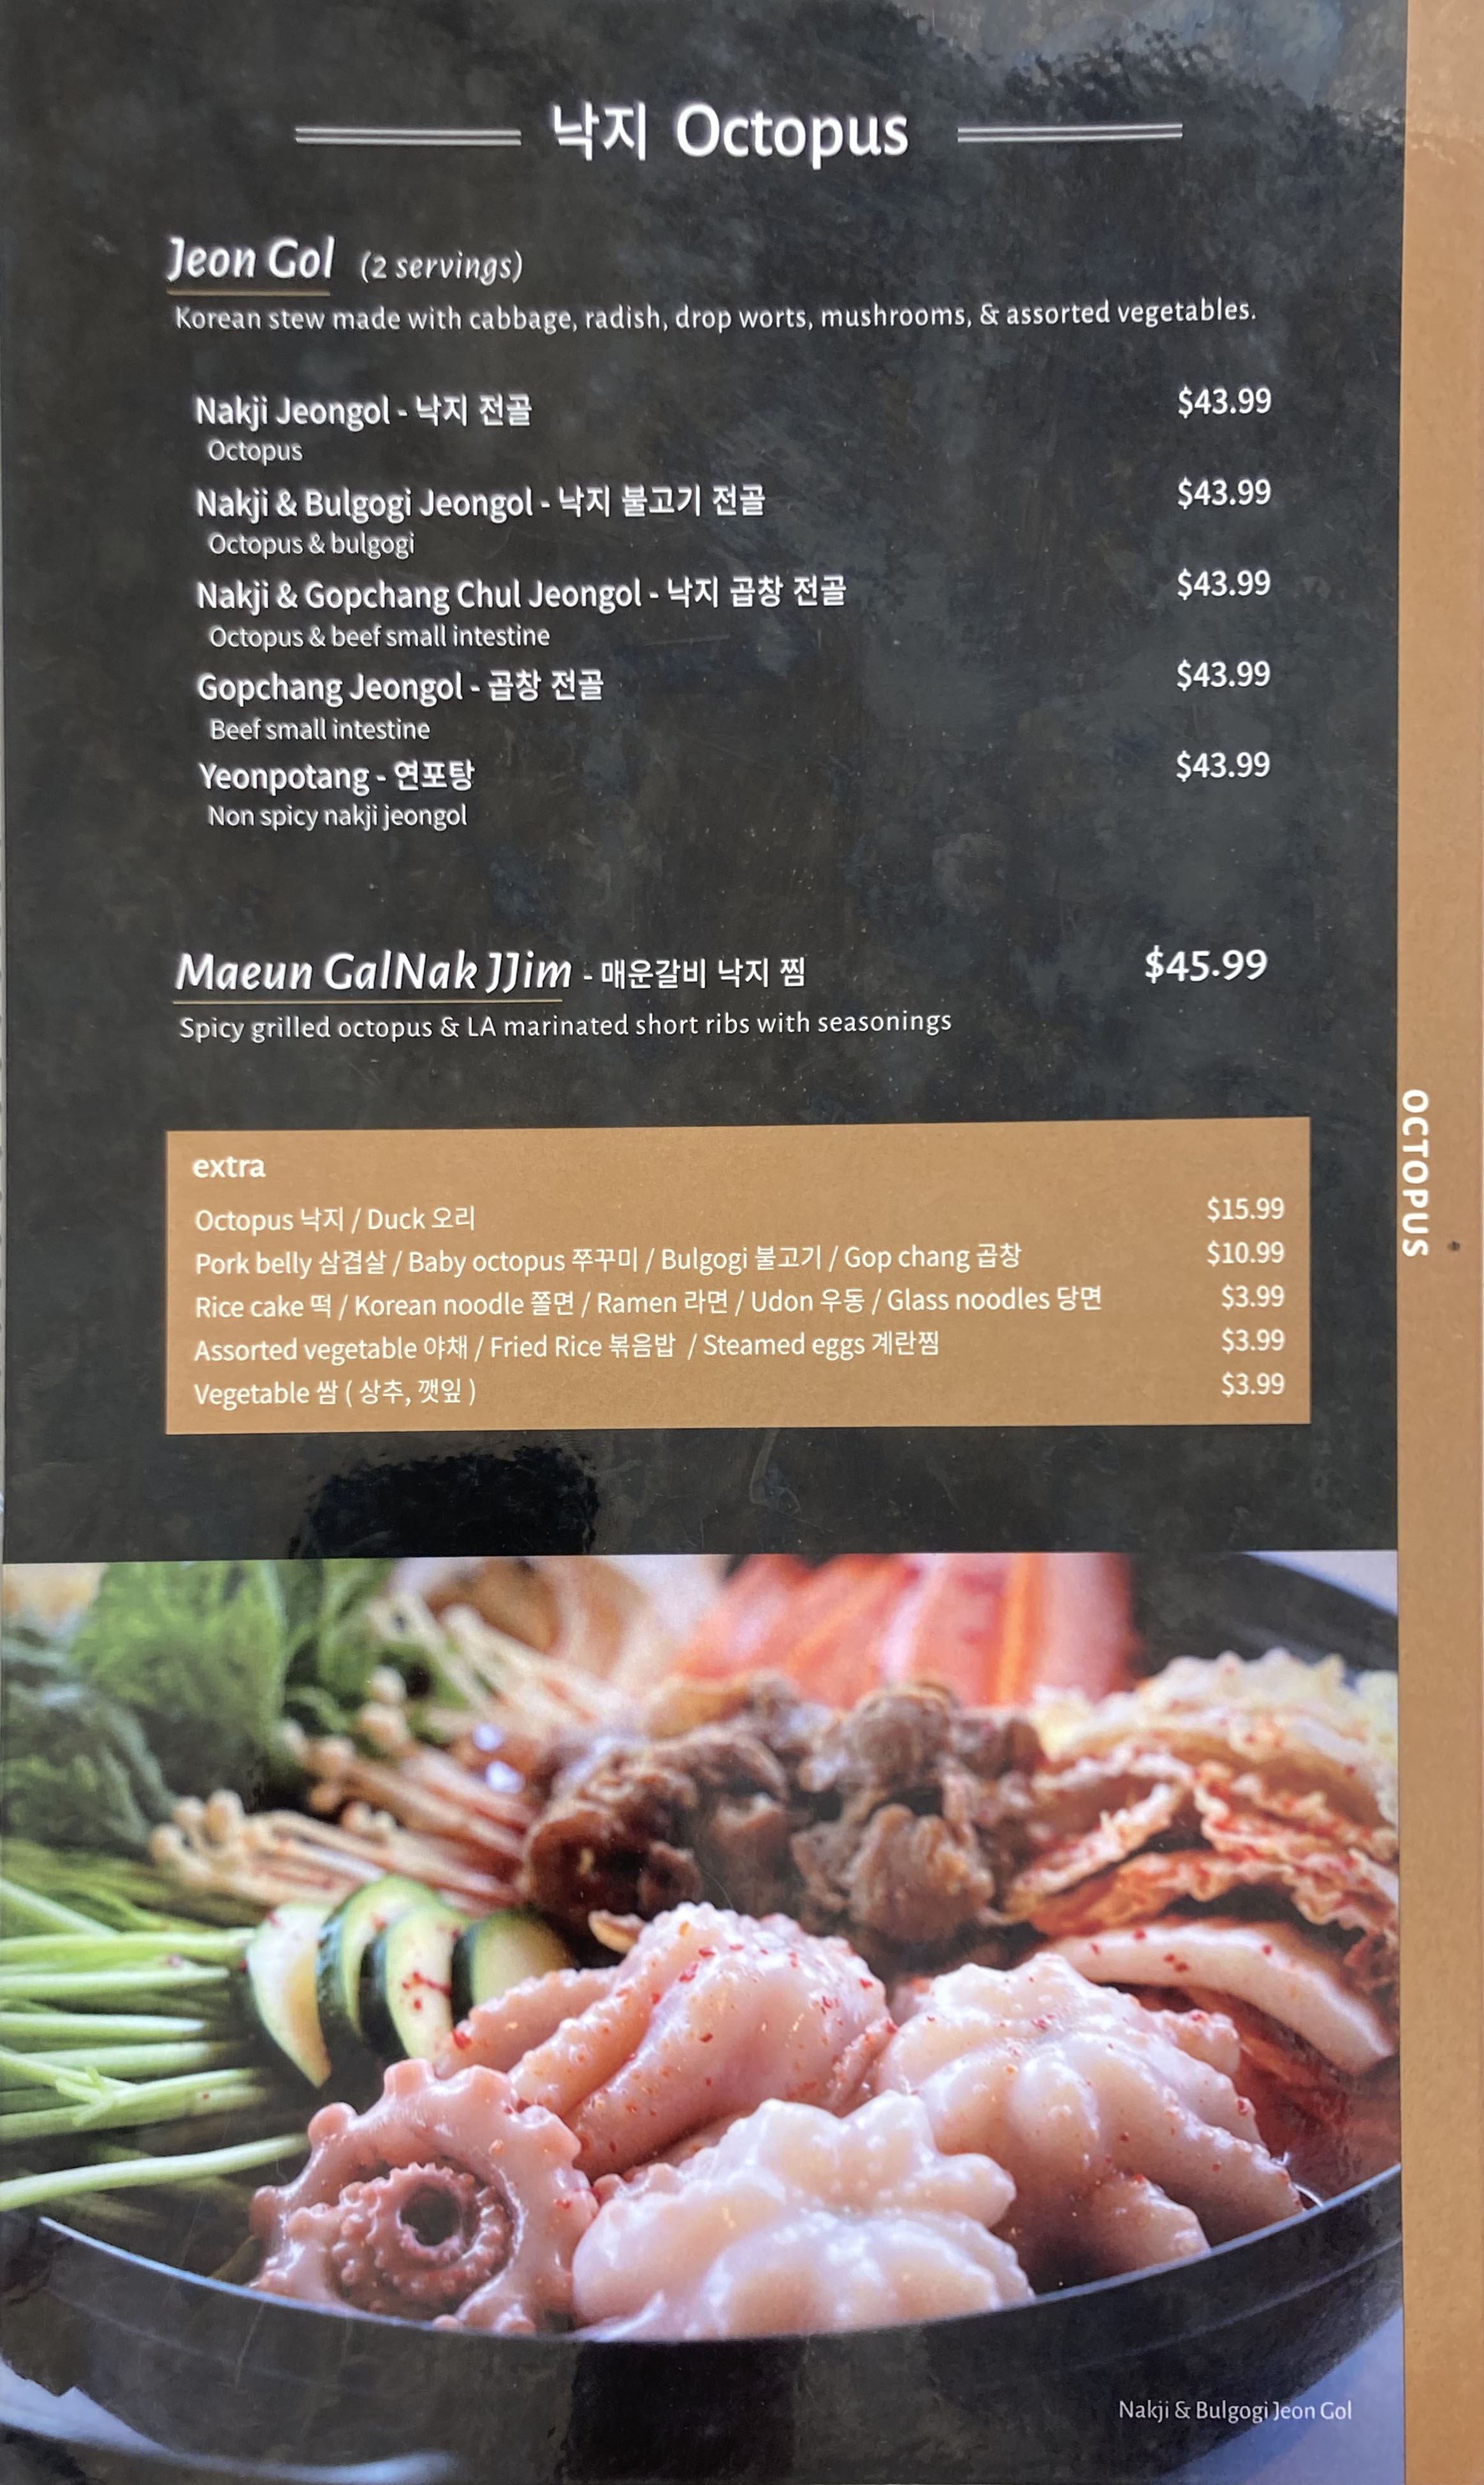 낙지 Octopus
Jeon Gol (2 servings)
Korean stew made with cabbage, radish, drop worts, mushrooms, & assorted vegetables.
Nakji Jeongol - 낙지 전골 $43.99
Octopus
Nakji & Bulgogi Jeongol - 낙지 불고기 전골 $43.99
Octopus & bulgogi
Nakji & Gopchang Chul Jeongol - 낙지 곱창 전골 $43.99
Octopus & beef small intestine
Gopchang Jeongol - 곱창 전골 $43.99
Beef small intestine
Yeonpotang - 연포탕 $43.99
Non spicy nakji jeongol
Maeun GalNak JJim - 매운갈비 낙지 찜 $45.99
Spicy grilled octopus & LA marinated short ribs with seasonings
extra
Octopus 낙지 / Duck 오리 $15.99
Pork belly 삼겹살 / Baby octopus 쭈꾸미 / Bulgogi 불고기 / Gop chang 곱창 $10.99
Rice cake 떡 / Korean noodle 쫄면 / Ramen 라면 / Udon 우동 / Glass noodles 당면 $3.99
Assorted vegetable 야채 / Fried Rice 볶음밥 / Steamed eggs 계란찜 $3.99
Vegetable 쌈 ( 상추, 깻잎 ) $3.99
OCTOPUS
Nakji & Bulgogi Jeon Gol